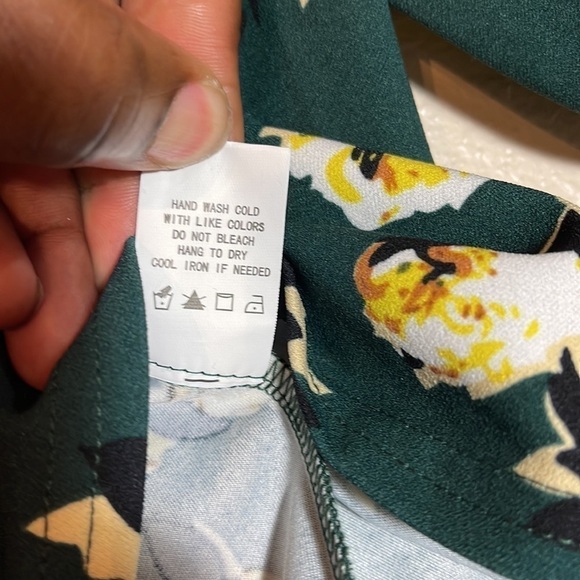 HAND WASH COLD
WITH LIKE COLORS
DO NOT BLEACH
HANG TO DRY
COOL IRON IF NEEDED